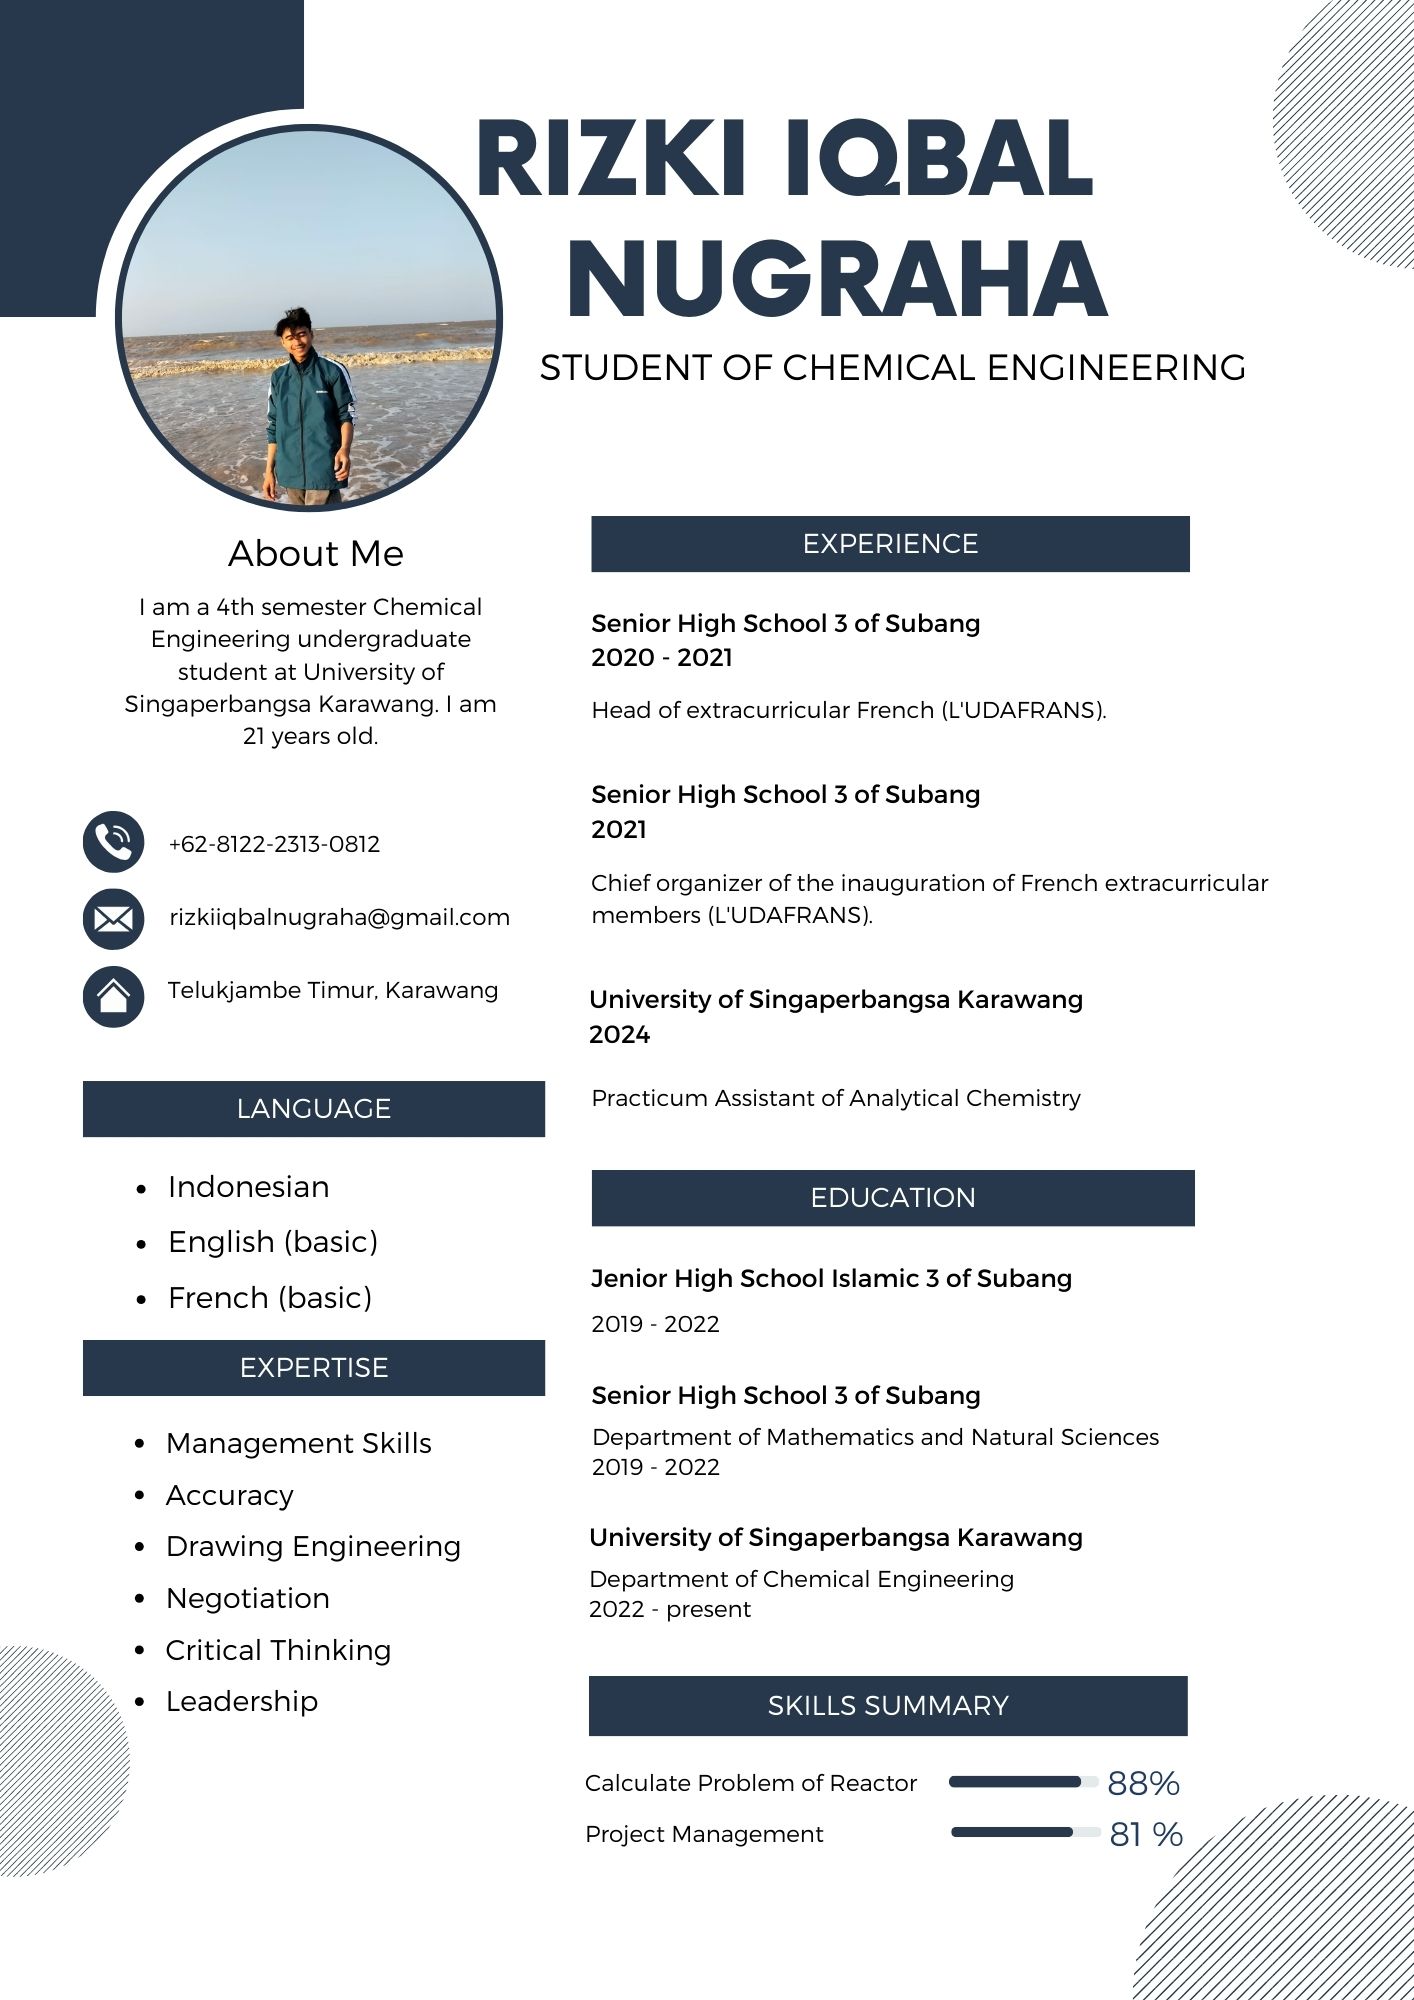 RIZKI IQBAL
NUGRAHA
STUDENT OF CHEMICAL ENGINEERING
About Me
I am a 4th semester Chemical
Engineering undergraduate
student at University of
Singaperbangsa Karawang. I am
21 years old.
+62-8122-2313-0812
rizkiiqbalnugraha@gmail.com
Telukjambe Timur, Karawang
LANGUAGE
• Indonesian
• English (basic)
• French (basic)
EXPERTISE
• Management Skills
• Accuracy
• Drawing Engineering
• Negotiation
• Critical Thinking
• Leadership
EXPERIENCE
Senior High School 3 of Subang
2020 - 2021
Head of extracurricular French (L'UDAFRANS).
Senior High School 3 of Subang
2021
Chief organizer of the inauguration of French extracurricular
members (L'UDAFRANS).
University of Singaperbangsa Karawang
2024
Practicum Assistant of Analytical Chemistry
EDUCATION
Jenior High School Islamic 3 of Subang
2019 - 2022
Senior High School 3 of Subang
Department of Mathematics and Natural Sciences
2019 - 2022
University of Singaperbangsa Karawang
Department of Chemical Engineering
2022 - present
SKILLS SUMMARY
Calculate Problem of Reactor 88%
Project Management 81 %